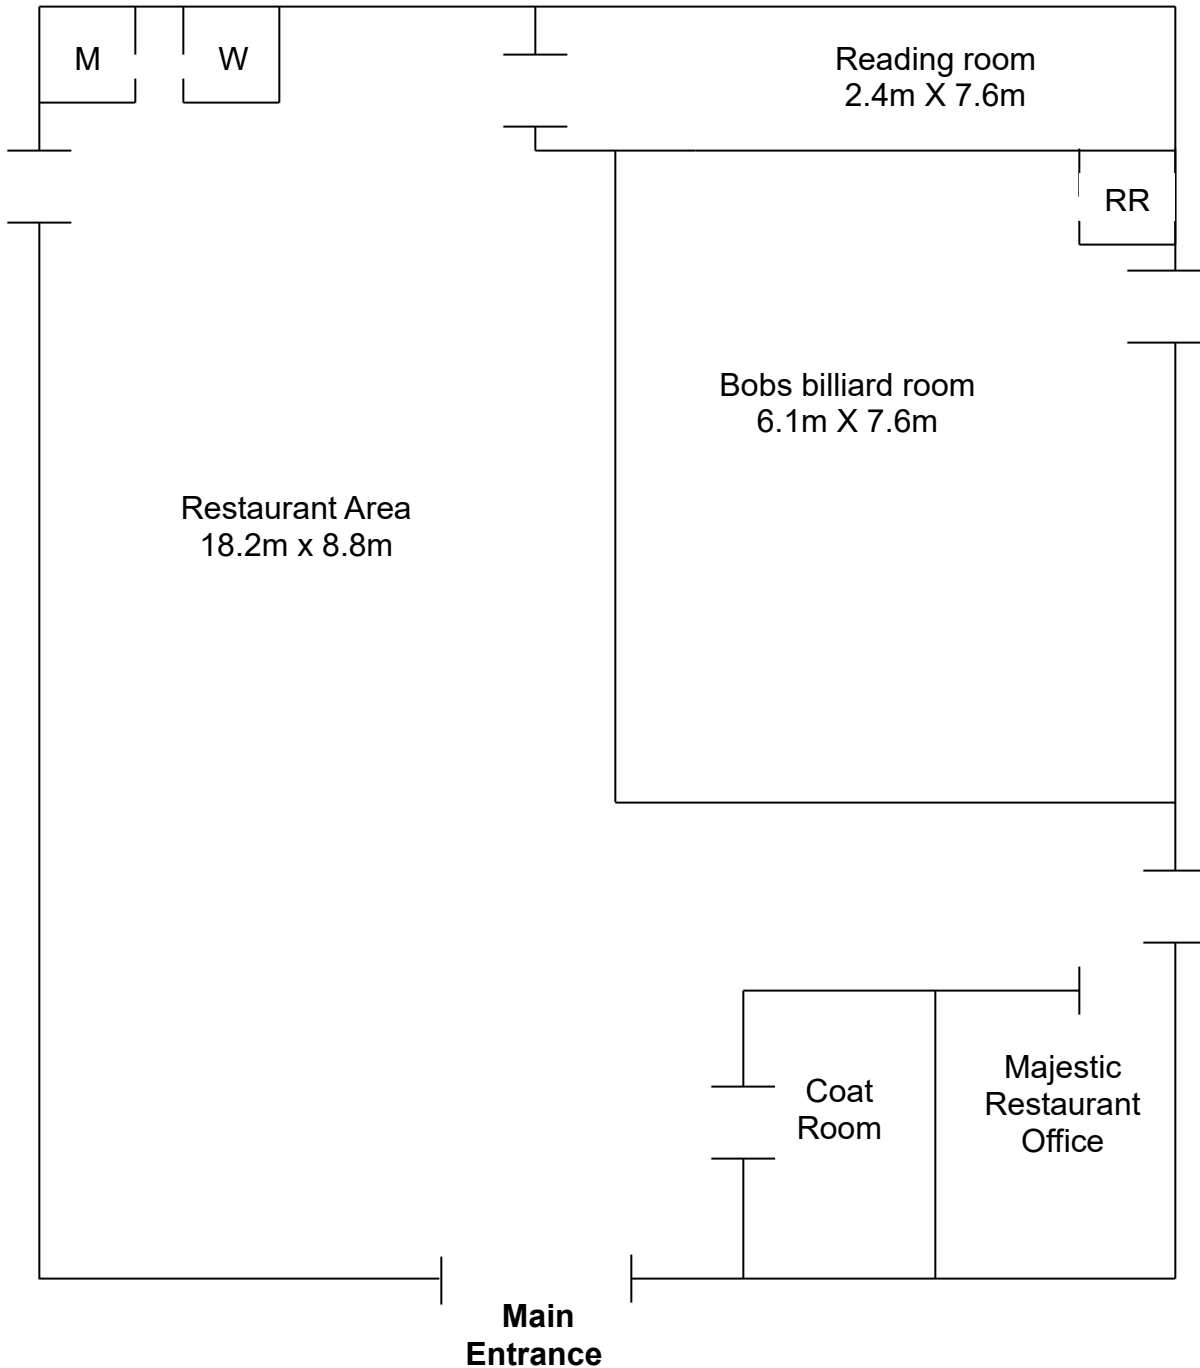 M
W
Reading room
2.4m X 7.6m
RR
Bobs billiard room
6.1m X 7.6m
Restaurant Area
18.2m x 8.8m
Coat
Room
Majestic
Restaurant
Office
Main
Entrance